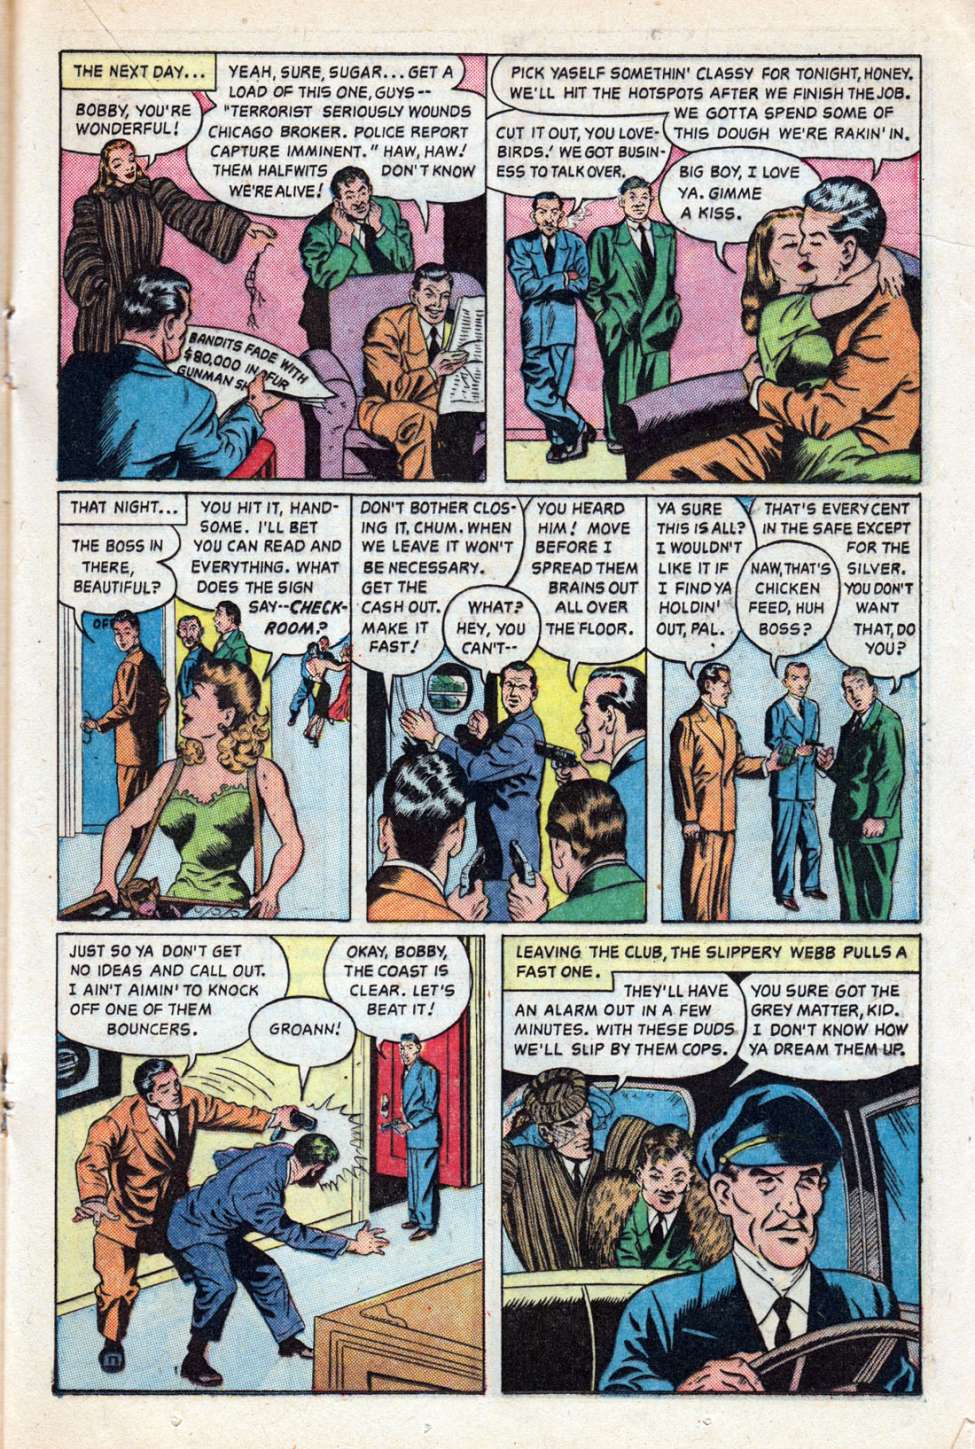 THE NEXT DAY...
BOBBY, YOU'RE
WONDERFUL!
YEAH, SURE, SUGAR... GET A
LOAD OF THIS ONE, GUYS--
"TERRORIST SERIOUSLY WOUNDS
CHICAGO BROKER. POLICE REPORT
CAPTURE IMMINENT." HAW, HAW!
THEM HALFWITS DON'T KNOW
WE'RE ALIVE!
BANDITS FADE WITH
$80,000 IN FUR
GUNMAN
PICK YASELF SOMETHIN' CLASSY FOR TONIGHT, HONEY.
WE'LL HIT THE HOTSPOTS AFTER WE FINISH THE JOB.
WE GOTTA SPEND SOME OF
THIS DOUGH WE'RE RAKIN' IN.
CUT IT OUT, YOU LOVE-
BIRDS! WE GOT BUSIN-
ESS TO TALK OVER.
BIG BOY, I LOVE
YA. GIMME
A KISS.
THAT NIGHT...
THE BOSS IN
THERE,
BEAUTIFUL?
YOU HIT IT, HAND-
SOME. I'LL BET
YOU CAN READ AND
EVERYTHING. WHAT
DOES THE SIGN
SAY--CHECK-
ROOM?
OFF
DON'T BOTHER CLOS-
ING IT, CHUM. WHEN
WE LEAVE IT WON'T
BE NECESSARY.
GET THE
CASH OUT.
MAKE IT
FAST!
WHAT?
HEY, YOU
CAN'T--
YOU HEARD
HIM! MOVE
BEFORE I
SPREAD THEM
BRAINS OUT
ALL OVER
THE FLOOR.
YA SURE
THIS IS ALL?
I WOULDN'T
LIKE IT IF
I FIND YA
HOLDIN'
OUT, PAL.
NAW, THAT'S
CHICKEN
FEED, HUH
BOSS?
THAT'S EVERY CENT
IN THE SAFE EXCEPT
FOR THE
SILVER.
YOU DON'T
WANT
THAT, DO
YOU?
JUST SO YA DON'T GET
NO IDEAS AND CALL OUT.
I AIN'T AIMIN' TO KNOCK
OFF ONE OF THEM
BOUNCERS.
GROANN!
OKAY, BOBBY,
THE COAST IS
CLEAR. LET'S
BEAT IT!
LEAVING THE CLUB, THE SLIPPERY WEBB PULLS A
FAST ONE.
THEY'LL HAVE
AN ALARM OUT IN A FEW
MINUTES. WITH THESE DUDS
WE'LL SLIP BY THEM COPS.
YOU SURE GOT THE
GREY MATTER, KID.
I DON'T KNOW HOW
YA DREAM THEM UP.